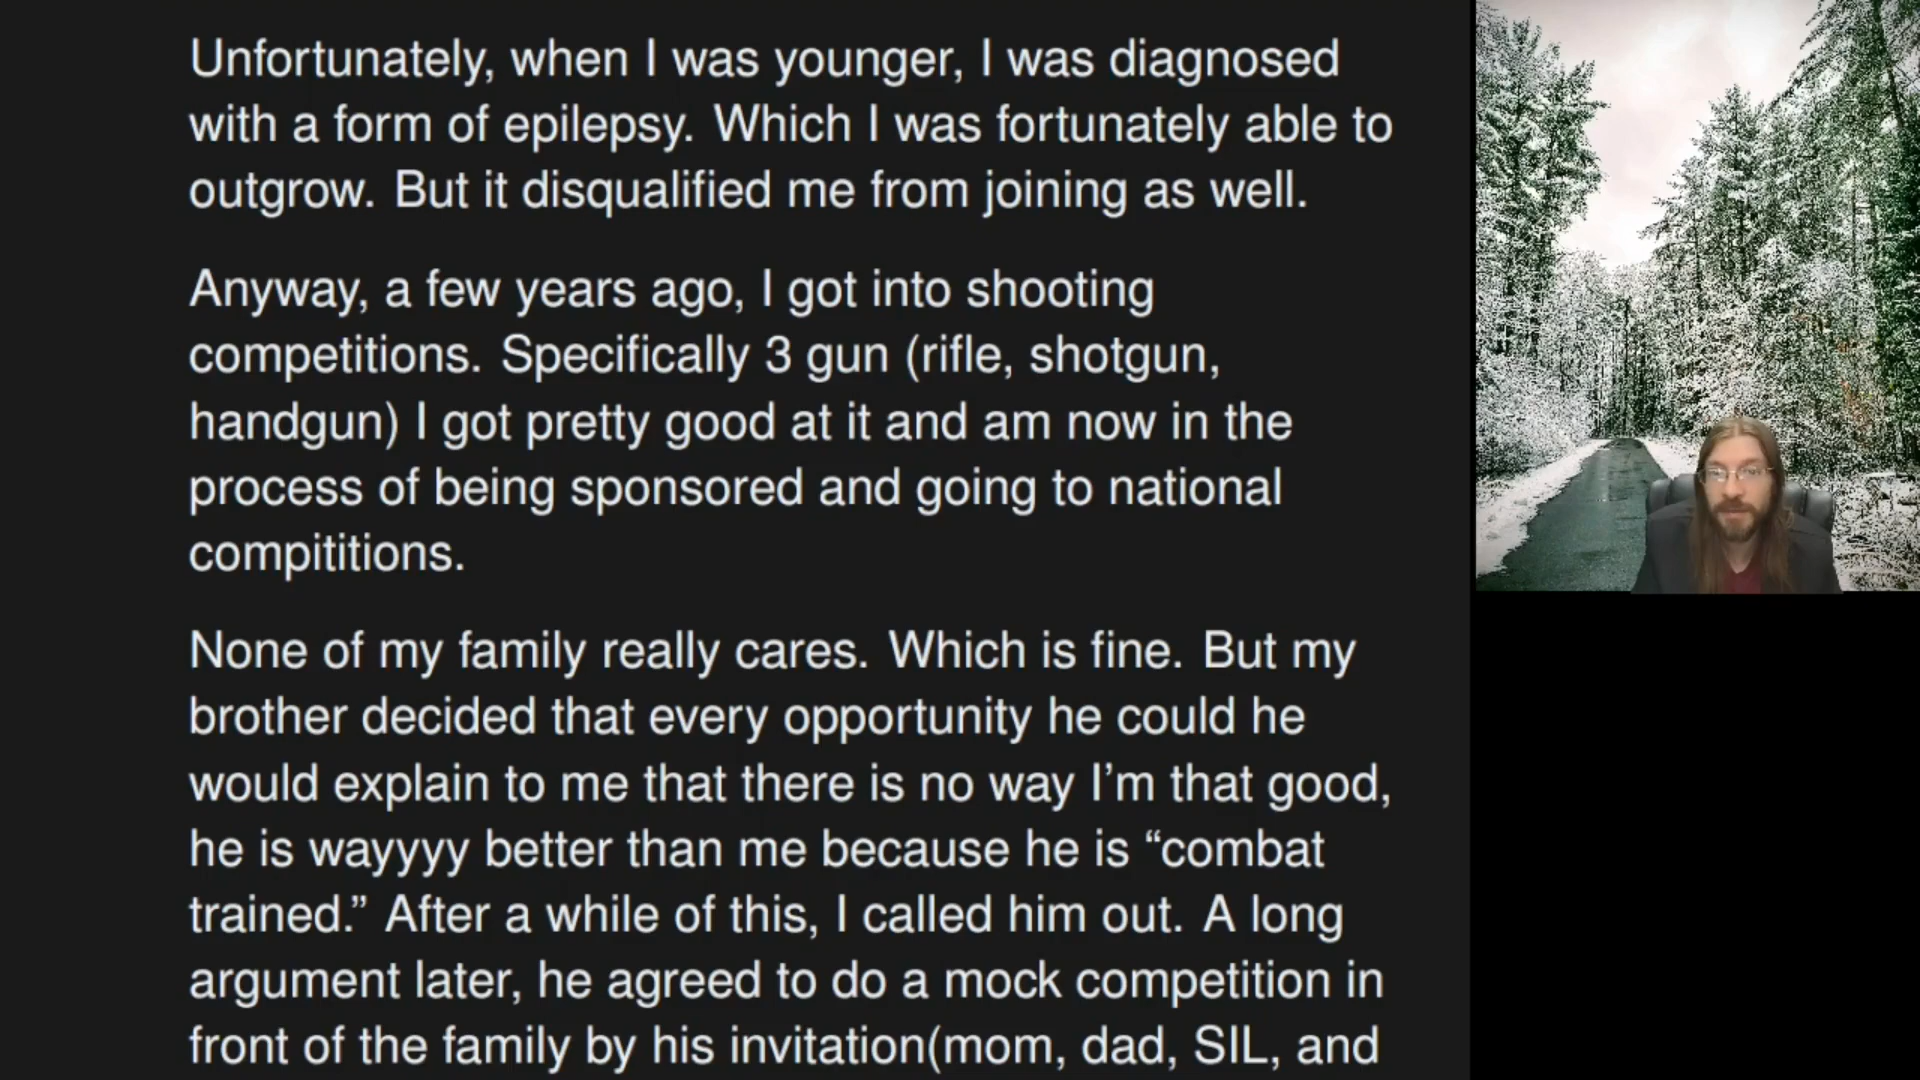 Unfortunately, when I was younger, I was diagnosed
with a form of epilepsy. Which I was fortunately able to
outgrow. But it disqualified me from joining as well.
Anyway, a few years ago, I got into shooting
competitions. Specifically 3 gun (rifle, shotgun,
handgun) I got pretty good at it and am now in the
process of being sponsored and going to national
compititions.
None of my family really cares. Which is fine. But my
brother decided that every opportunity he could he
would explain to me that there is no way I’m that good,
he is wayyyy better than me because he is “combat
trained.” After a while of this, I called him out. A long
argument later, he agreed to do a mock competition in
front of the family by his invitation(mom, dad, SIL, and